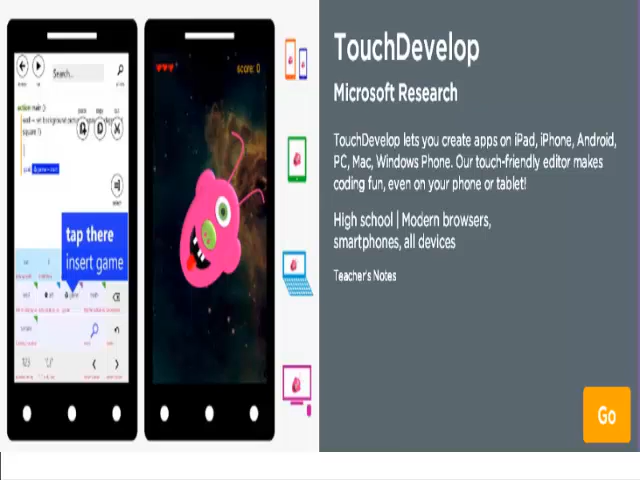 Search...
score: 0
action main ()
tap there
insert game
TouchDevelop
Microsoft Research
TouchDevelop lets you create apps on iPad, iPhone, Android,
PC, Mac, Windows Phone. Our touch-friendly editor makes
coding fun, even on your phone or tablet!
High school | Modern browsers,
smartphones, all devices
Teacher's Notes
Go